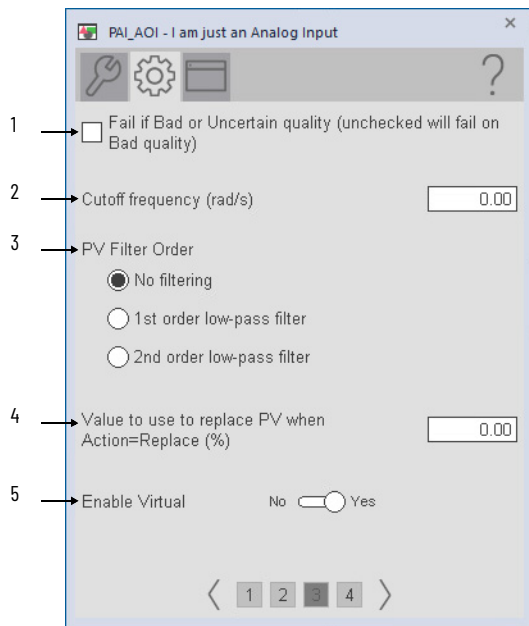 PAI_AOI - I am just an Analog Input
×
?
1
Fail if Bad or Uncertain quality (unchecked will fail on
Bad quality)
2
Cutoff frequency (rad/s)
0.00
3
PV Filter Order
No filtering
1st order low-pass filter
2nd order low-pass filter
4
Value to use to replace PV when
Action=Replace (%)
0.00
5
Enable Virtual
No
Yes
1 2 3 4